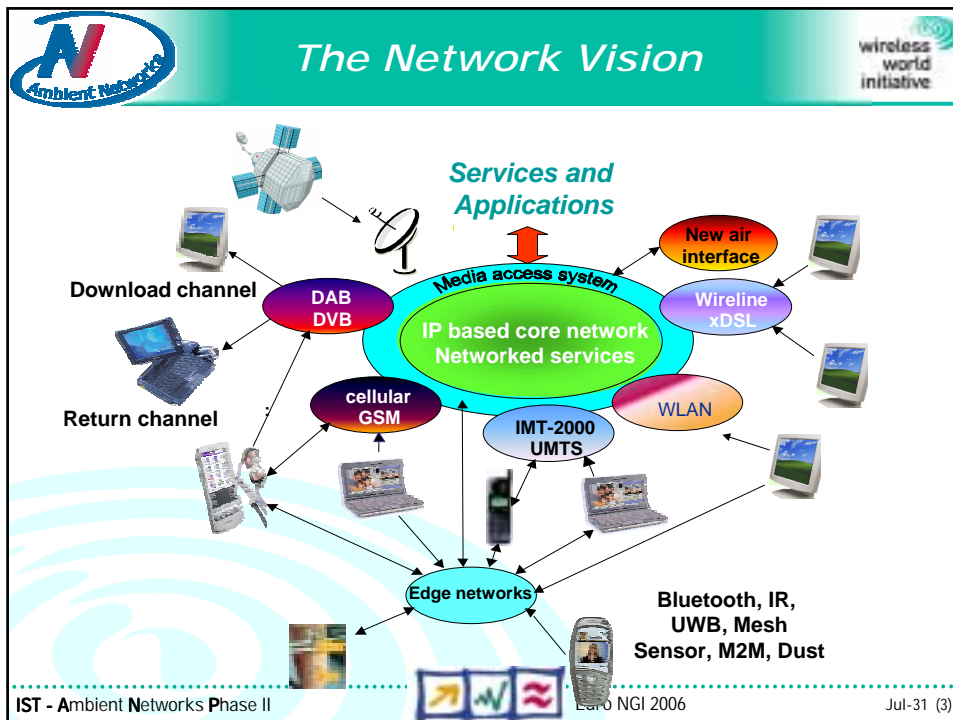 Ambient Networks
The Network Vision
wireless
world
initiative
Services and
Applications
New air
interface
Media access system
Download channel
DAB
DVB
Wireline
xDSL
IP based core network
Networked services
Return channel :
cellular
GSM
WLAN
IMT-2000
UMTS
Edge networks
Bluetooth, IR,
UWB, Mesh
Sensor, M2M, Dust
IST - Ambient Networks Phase II
Euro NGI 2006
Jul-31 (3)